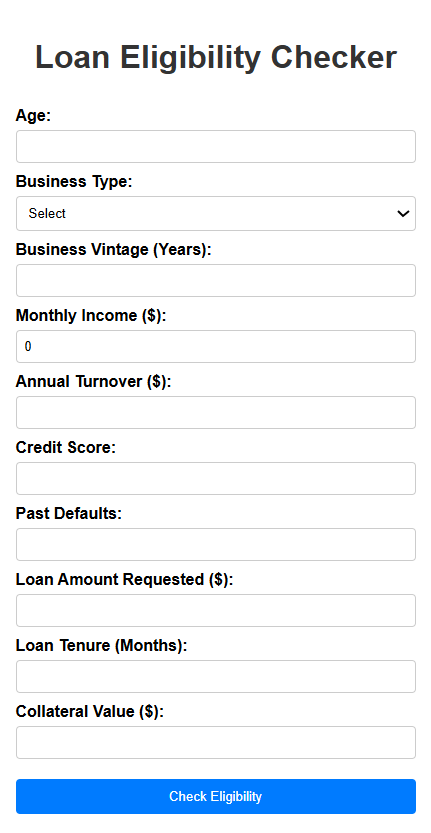 Loan Eligibility Checker
Age:
Business Type:
Select
Business Vintage (Years):
Monthly Income ($):
0
Annual Turnover ($):
Credit Score:
Past Defaults:
Loan Amount Requested ($):
Loan Tenure (Months):
Collateral Value ($):
Check Eligibility